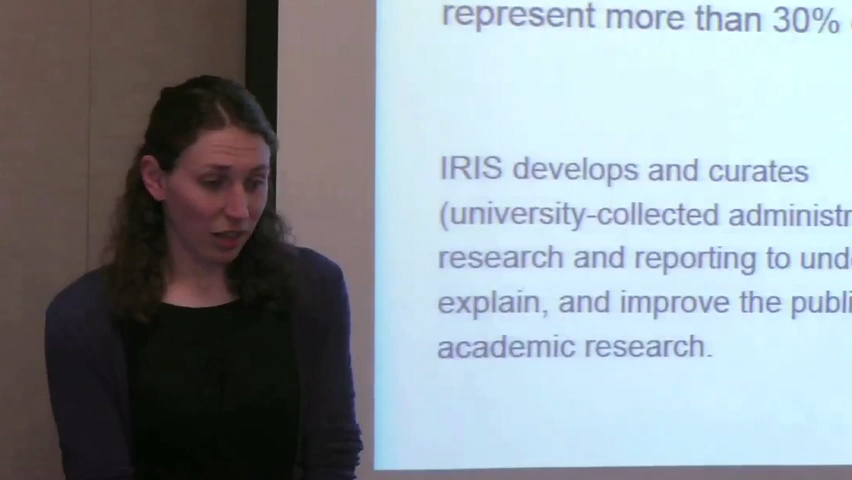 represent more than 30%
IRIS develops and curates
(university-collected administr
research and reporting to und
explain, and improve the publi
academic research.